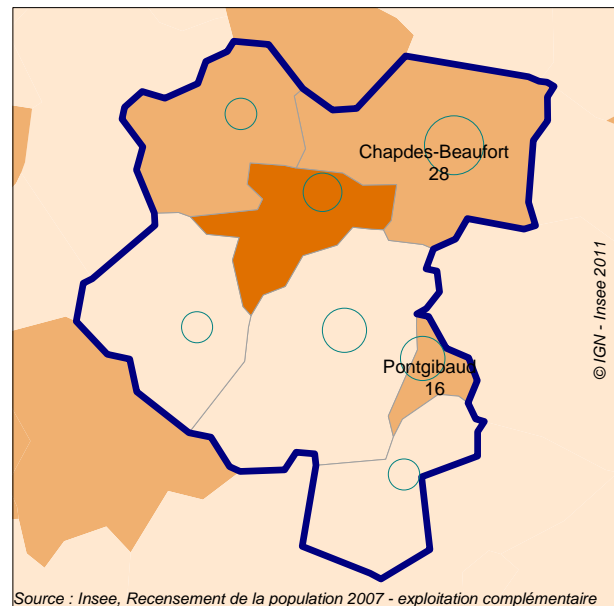 Chapdes-Beaufort
28
Pontgibaud
16
© IGN - Insee 2011
Source : Insee, Recensement de la population 2007 - exploitation complémentaire